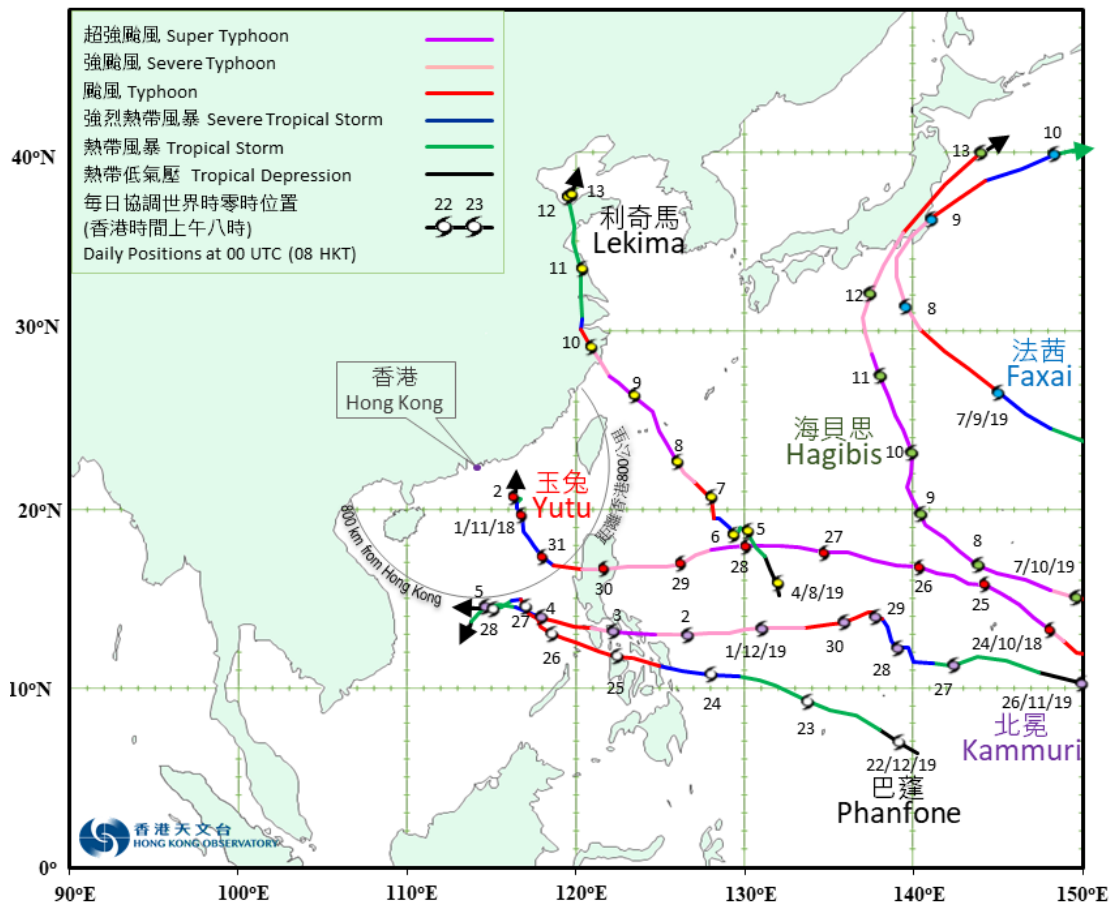 超強颱風 Super Typhoon
強颱風 Severe Typhoon
颱風 Typhoon
強烈熱帶風暴 Severe Tropical Storm
熱帶風暴 Tropical Storm
熱帶低氣壓 Tropical Depression
每日協調世界時零時位置 22 23
(香港時間上午八時)
Daily Positions at 00 UTC (08 HKT)
40°N
30°N
20°N
10°N
0°
90°E
100°E
110°E
120°E
130°E
140°E
150°E
香港
Hong Kong
800 km from Hong Kong
距離香港800公里
利奇馬
Lekima
13
12
11
10
9
8
7
6
5
4/8/19
玉兔
Yutu
2
1/11/18
31
30
29
28
27
26
25
24/10/18
海貝思
Hagibis
13
12
11
10
9
8
7/10/19
法茜
Faxai
10
9
8
7/9/19
北冕
Kammuri
5
4
3
2
1/12/19
30
29
28
27
26/11/19
巴蓬
Phanfone
28
27
26
25
24
23
22/12/19
香港天文台
HONG KONG OBSERVATORY